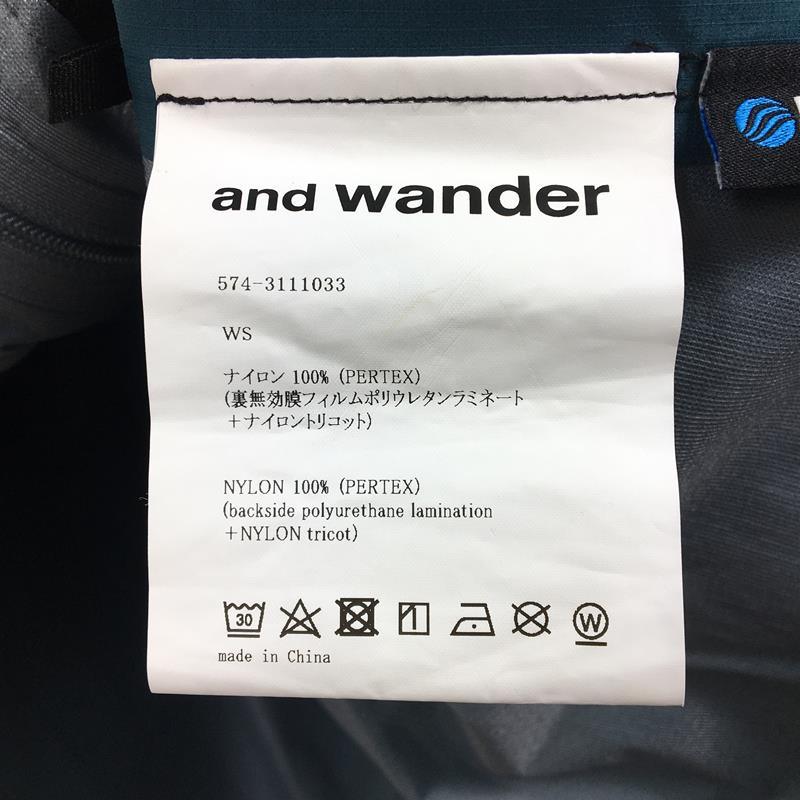 and wander
574-3111033
WS
ナイロン 100% (PERTEX)
(裏無効膜フィルムポリウレタンラミネート
+ナイロントリコット)
NYLON 100% (PERTEX)
(backside polyurethane lamination
+NYLON tricot)
30
W
made in China